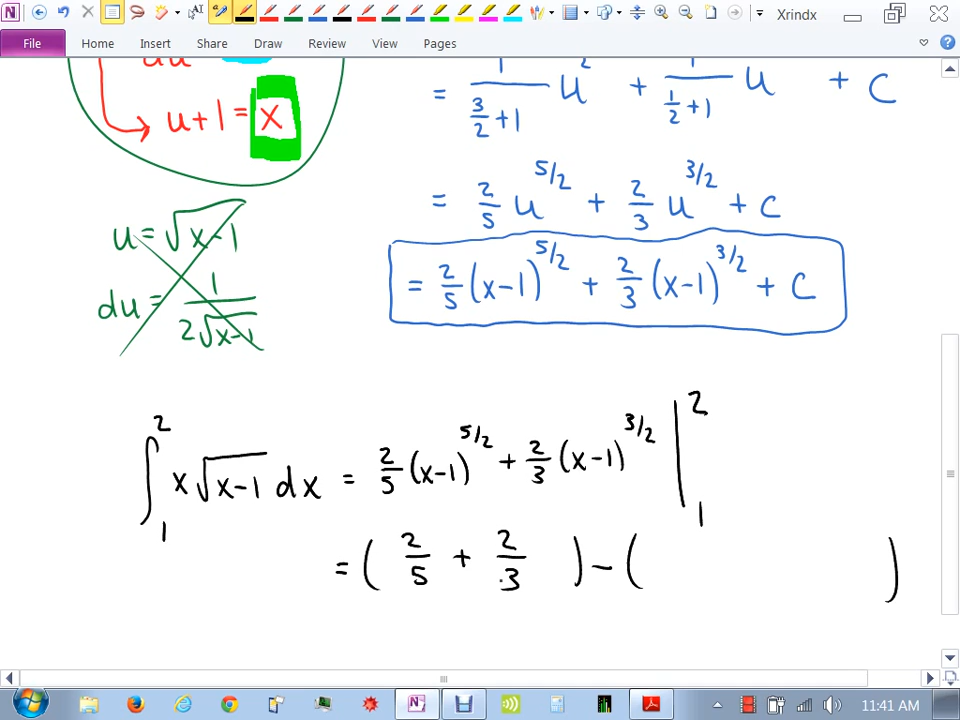 Xrindx
File Home Insert Share Draw Review View Pages
du
u+1 = x
= 1/(3/2+1) u² + 1/(1/2+1) u + C
= 2/5 u^5/2 + 2/3 u^3/2 + C
u = √x-1
= 2/5 (x-1)^5/2 + 2/3 (x-1)^3/2 + C
du = 1/(2√x-1)
∫₁² x√x-1 dx = 2/5 (x-1)^5/2 + 2/3 (x-1)^3/2 |₁²
= ( 2/5 + 2/3 ) - ( )
11:41 AM